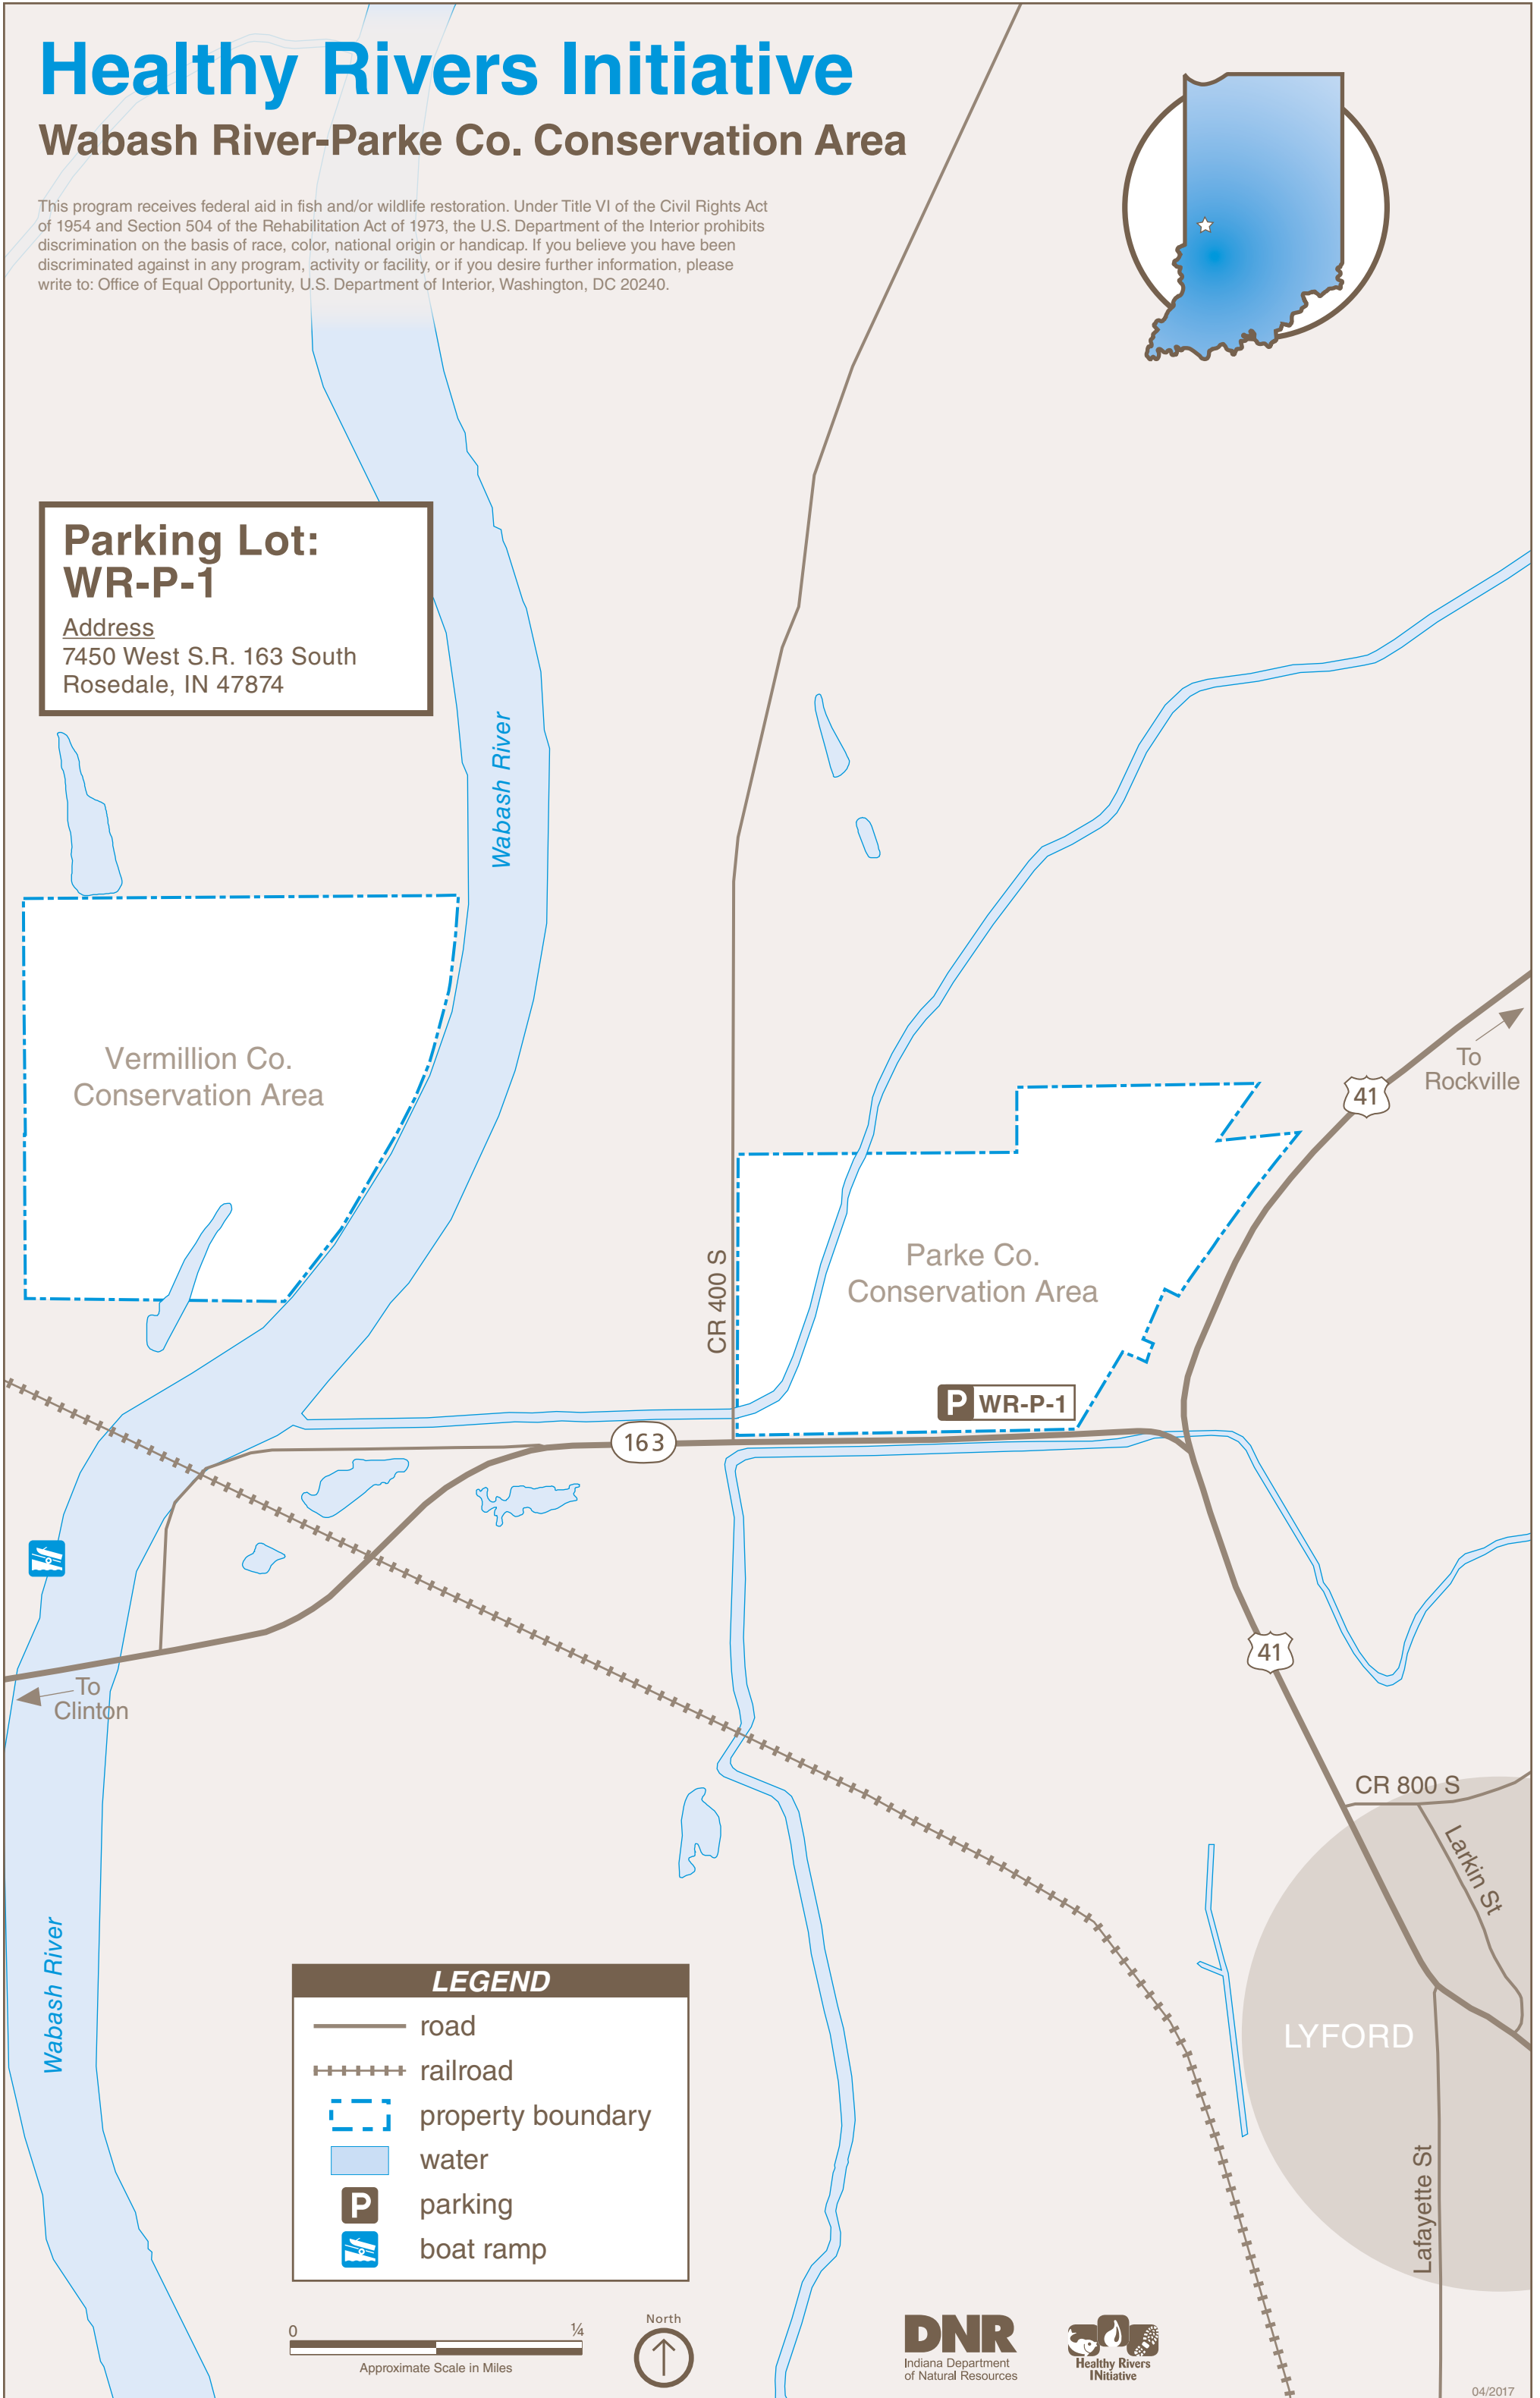 Healthy Rivers Initiative
Wabash River-Parke Co. Conservation Area
This program receives federal aid in fish and/or wildlife restoration. Under Title VI of the Civil Rights Act
of 1954 and Section 504 of the Rehabilitation Act of 1973, the U.S. Department of the Interior prohibits
discrimination on the basis of race, color, national origin or handicap. If you believe you have been
discriminated against in any program, activity or facility, or if you desire further information, please
write to: Office of Equal Opportunity, U.S. Department of Interior, Washington, DC 20240.
Parking Lot:
WR-P-1
Address
7450 West S.R. 163 South
Rosedale, IN 47874
Wabash River
Vermillion Co.
Conservation Area
To
Rockville
41
CR 400 S
Parke Co.
Conservation Area
P WR-P-1
163
41
To
Clinton
CR 800 S
Larkin St
LYFORD
Lafayette St
Wabash River
LEGEND
road
railroad
property boundary
water
P parking
boat ramp
0 ¼
Approximate Scale in Miles
North
DNR
Indiana Department
of Natural Resources
Healthy Rivers
INitiative
04/2017